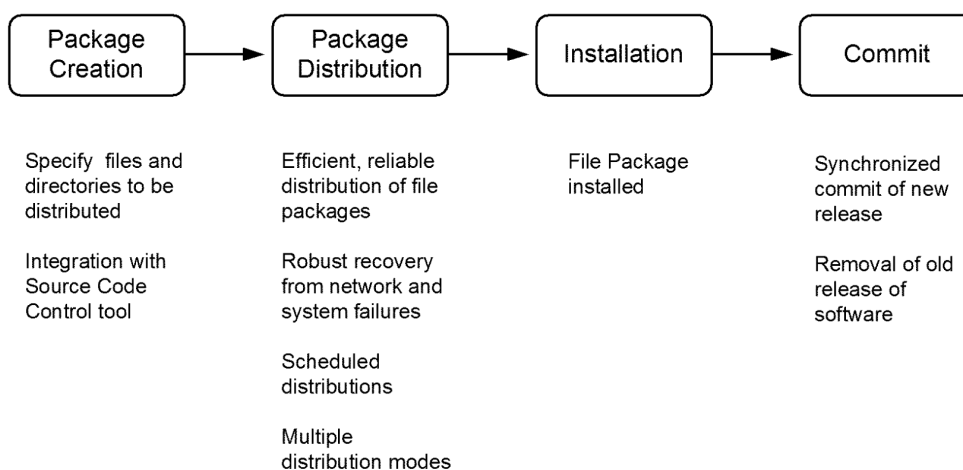 Package
Creation
Package
Distribution
Installation
Commit
Specify files and
directories to be
distributed
Integration with
Source Code
Control tool
Efficient, reliable
distribution of file
packages
Robust recovery
from network and
system failures
Scheduled
distributions
Multiple
distribution modes
File Package
installed
Synchronized
commit of new
release
Removal of old
release of
software